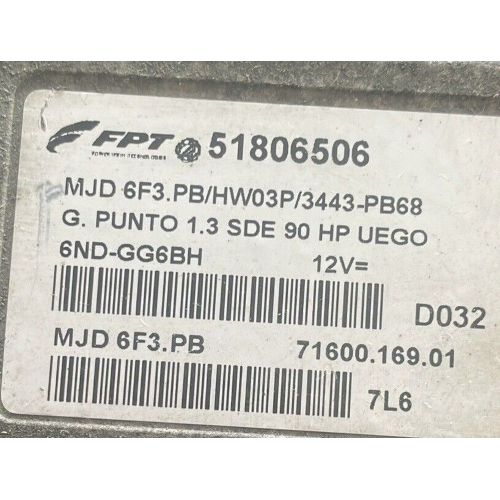 FPT 51806506
POWERTRAIN TECHNOLOGIES
MJD 6F3.PB/HW03P/3443-PB68
G. PUNTO 1.3 SDE 90 HP UEGO
6ND-GG6BH 12V=
D032
MJD 6F3.PB 71600.169.01
7L6